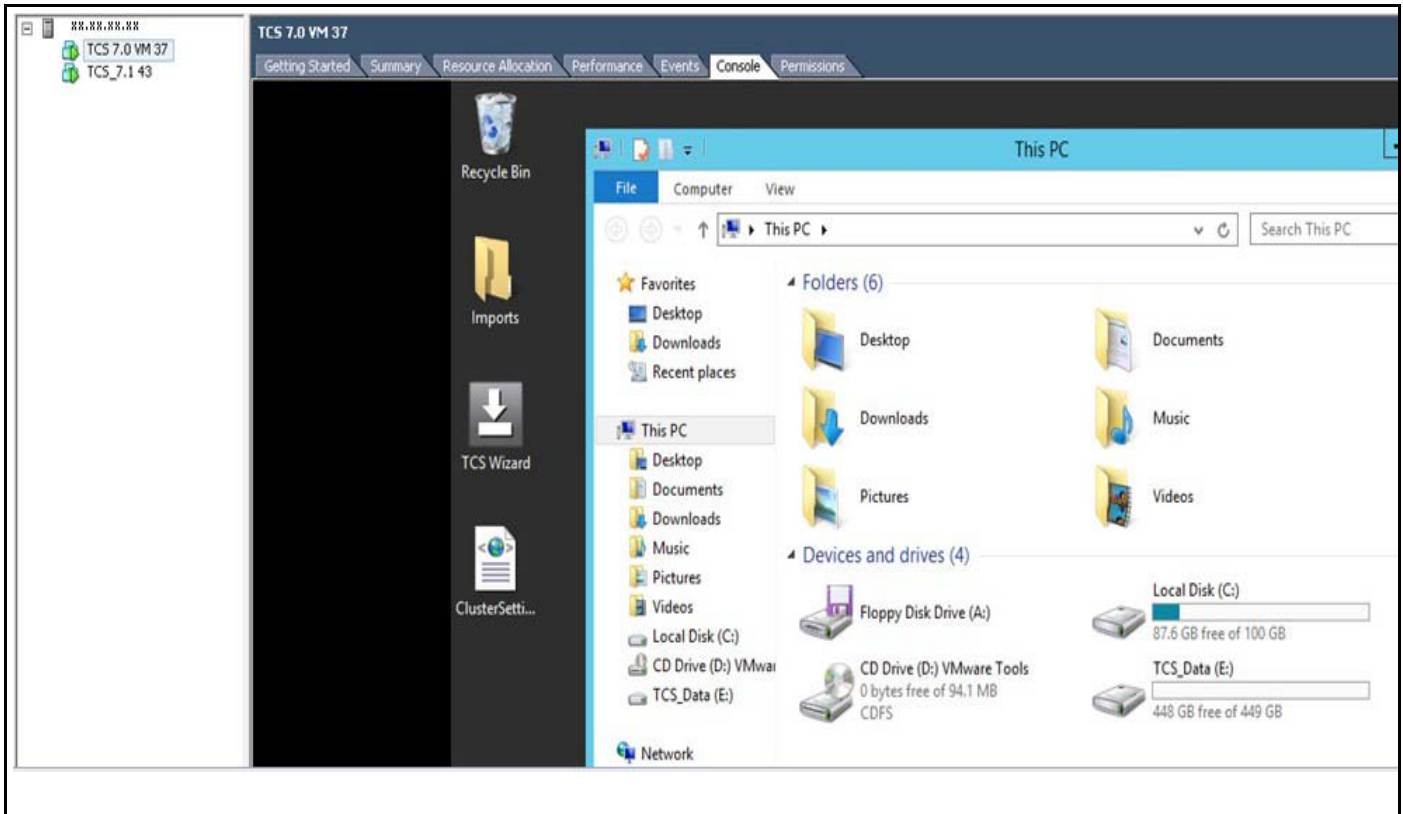 XX.XX.XX.XX
TCS 7.0 VM 37
TCS_7.1 43
TCS 7.0 VM 37
Getting Started Summary Resource Allocation Performance Events Console Permissions
Recycle Bin
Imports
TCS Wizard
ClusterSetti...
This PC
File Computer View
This PC
Search This PC
Favorites
Desktop
Downloads
Recent places
This PC
Desktop
Documents
Downloads
Music
Pictures
Videos
Local Disk (C:)
CD Drive (D:) VMwar
TCS_Data (E:)
Network
Folders (6)
Desktop
Documents
Downloads
Music
Pictures
Videos
Devices and drives (4)
Floppy Disk Drive (A:)
Local Disk (C:)
87.6 GB free of 100 GB
CD Drive (D:) VMware Tools
0 bytes free of 94.1 MB
CDFS
TCS_Data (E:)
448 GB free of 449 GB